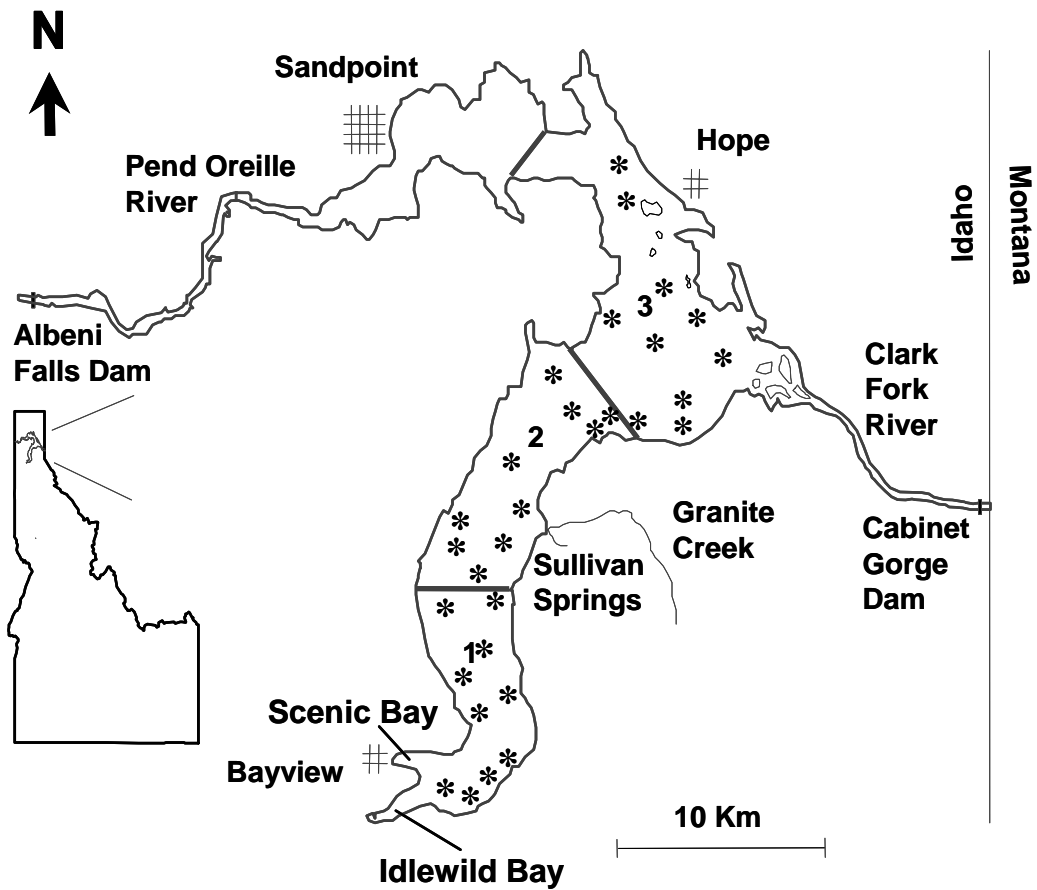 N
Sandpoint
Hope
Pend Oreille
River
Idaho
Montana
3
Albeni
Falls Dam
Clark
Fork
River
2
Granite
Creek
Cabinet
Gorge
Dam
Sullivan
Springs
1
Scenic Bay
Bayview
10 Km
Idlewild Bay